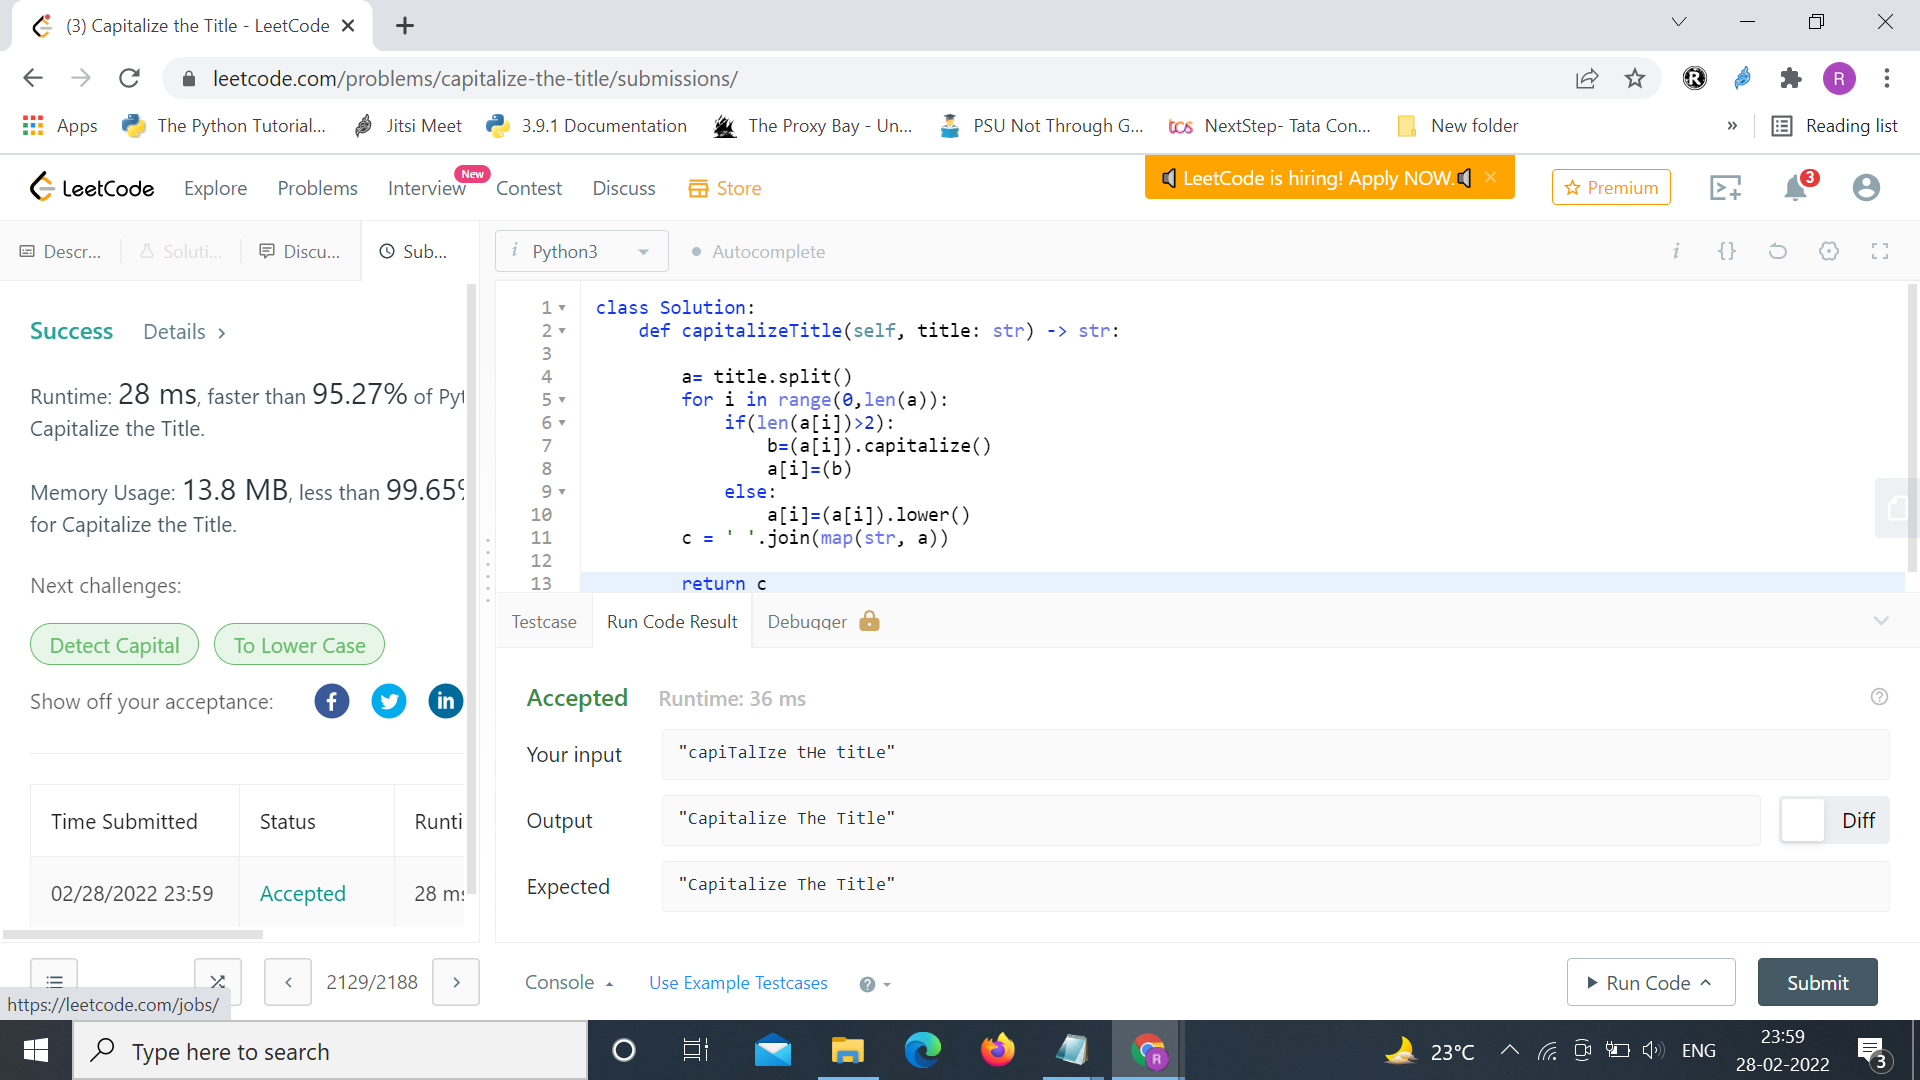 (3) Capitalize the Title - LeetCode
leetcode.com/problems/capitalize-the-title/submissions/
R
R
Apps
The Python Tutorial...
Jitsi Meet
3.9.1 Documentation
The Proxy Bay - Un...
PSU Not Through G...
tcs NextStep- Tata Con...
New folder
»
Reading list
LeetCode
Explore
Problems
Interview
New
Contest
Discuss
Store
LeetCode is hiring! Apply NOW.
Premium
3
Descr...
Soluti...
Discu...
Sub...
i Python3
Autocomplete
i {}
Success Details >
Runtime: 28 ms, faster than 95.27% of Pyt
Capitalize the Title.
Memory Usage: 13.8 MB, less than 99.65%
for Capitalize the Title.
Next challenges:
Detect Capital
To Lower Case
Show off your acceptance:
Time Submitted Status Runti
02/28/2022 23:59 Accepted 28 ms
1 class Solution:
2 def capitalizeTitle(self, title: str) -> str:
3
4 a= title.split()
5 for i in range(0,len(a)):
6 if(len(a[i])>2):
7 b=(a[i]).capitalize()
8 a[i]=(b)
9 else:
10 a[i]=(a[i]).lower()
11 c = ' '.join(map(str, a))
12
13 return c
Testcase
Run Code Result
Debugger
Accepted Runtime: 36 ms
Your input "capiTalIze tHe titLe"
Output "Capitalize The Title"
Diff
Expected "Capitalize The Title"
2129/2188
Console
Use Example Testcases
Run Code
Submit
https://leetcode.com/jobs/
Type here to search
R
23°C
ENG
23:59
28-02-2022
3